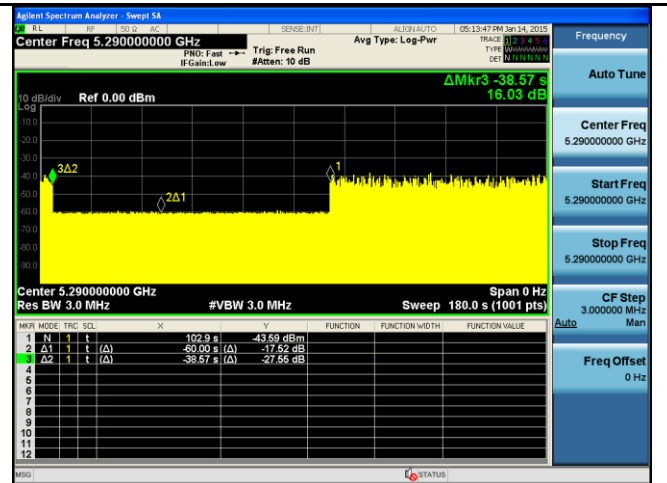 Agilent Spectrum Analyzer - Swept SA
RL RF 50 Ω AC SENSE:INT ALIGNAUTO 05:13:47 PM Jan 14, 2015
Center Freq 5.290000000 GHz
PNO: Fast Trig: Free Run Avg Type: Log-Pwr TRACE 1 2 3 4 5 6
IFGain:Low #Atten: 10 dB TYPE
DET N N N N N N
Frequency
Auto Tune
ΔMkr3 -38.57 s
16.03 dB
10 dB/div Ref 0.00 dBm
Log
-10.0
-20.0
-30.0
-40.0
-50.0
-60.0
-70.0
-80.0
-90.0
3Δ2
2Δ1
1
Center Freq
5.290000000 GHz
Start Freq
5.290000000 GHz
Stop Freq
5.290000000 GHz
Center 5.290000000 GHz Span 0 Hz
Res BW 3.0 MHz #VBW 3.0 MHz Sweep 180.0 s (1001 pts)
CF Step
3.000000 MHz
Auto Man
Freq Offset
0 Hz
MKR MODE TRC SCL X Y FUNCTION FUNCTION WIDTH FUNCTION VALUE
1 N 1 t 102.9 s -43.59 dBm
2 Δ1 1 t (Δ) -60.00 s (Δ) -17.52 dB
3 Δ2 1 t (Δ) -38.57 s (Δ) -27.55 dB
4
5
6
7
8
9
10
11
12
MSG STATUS